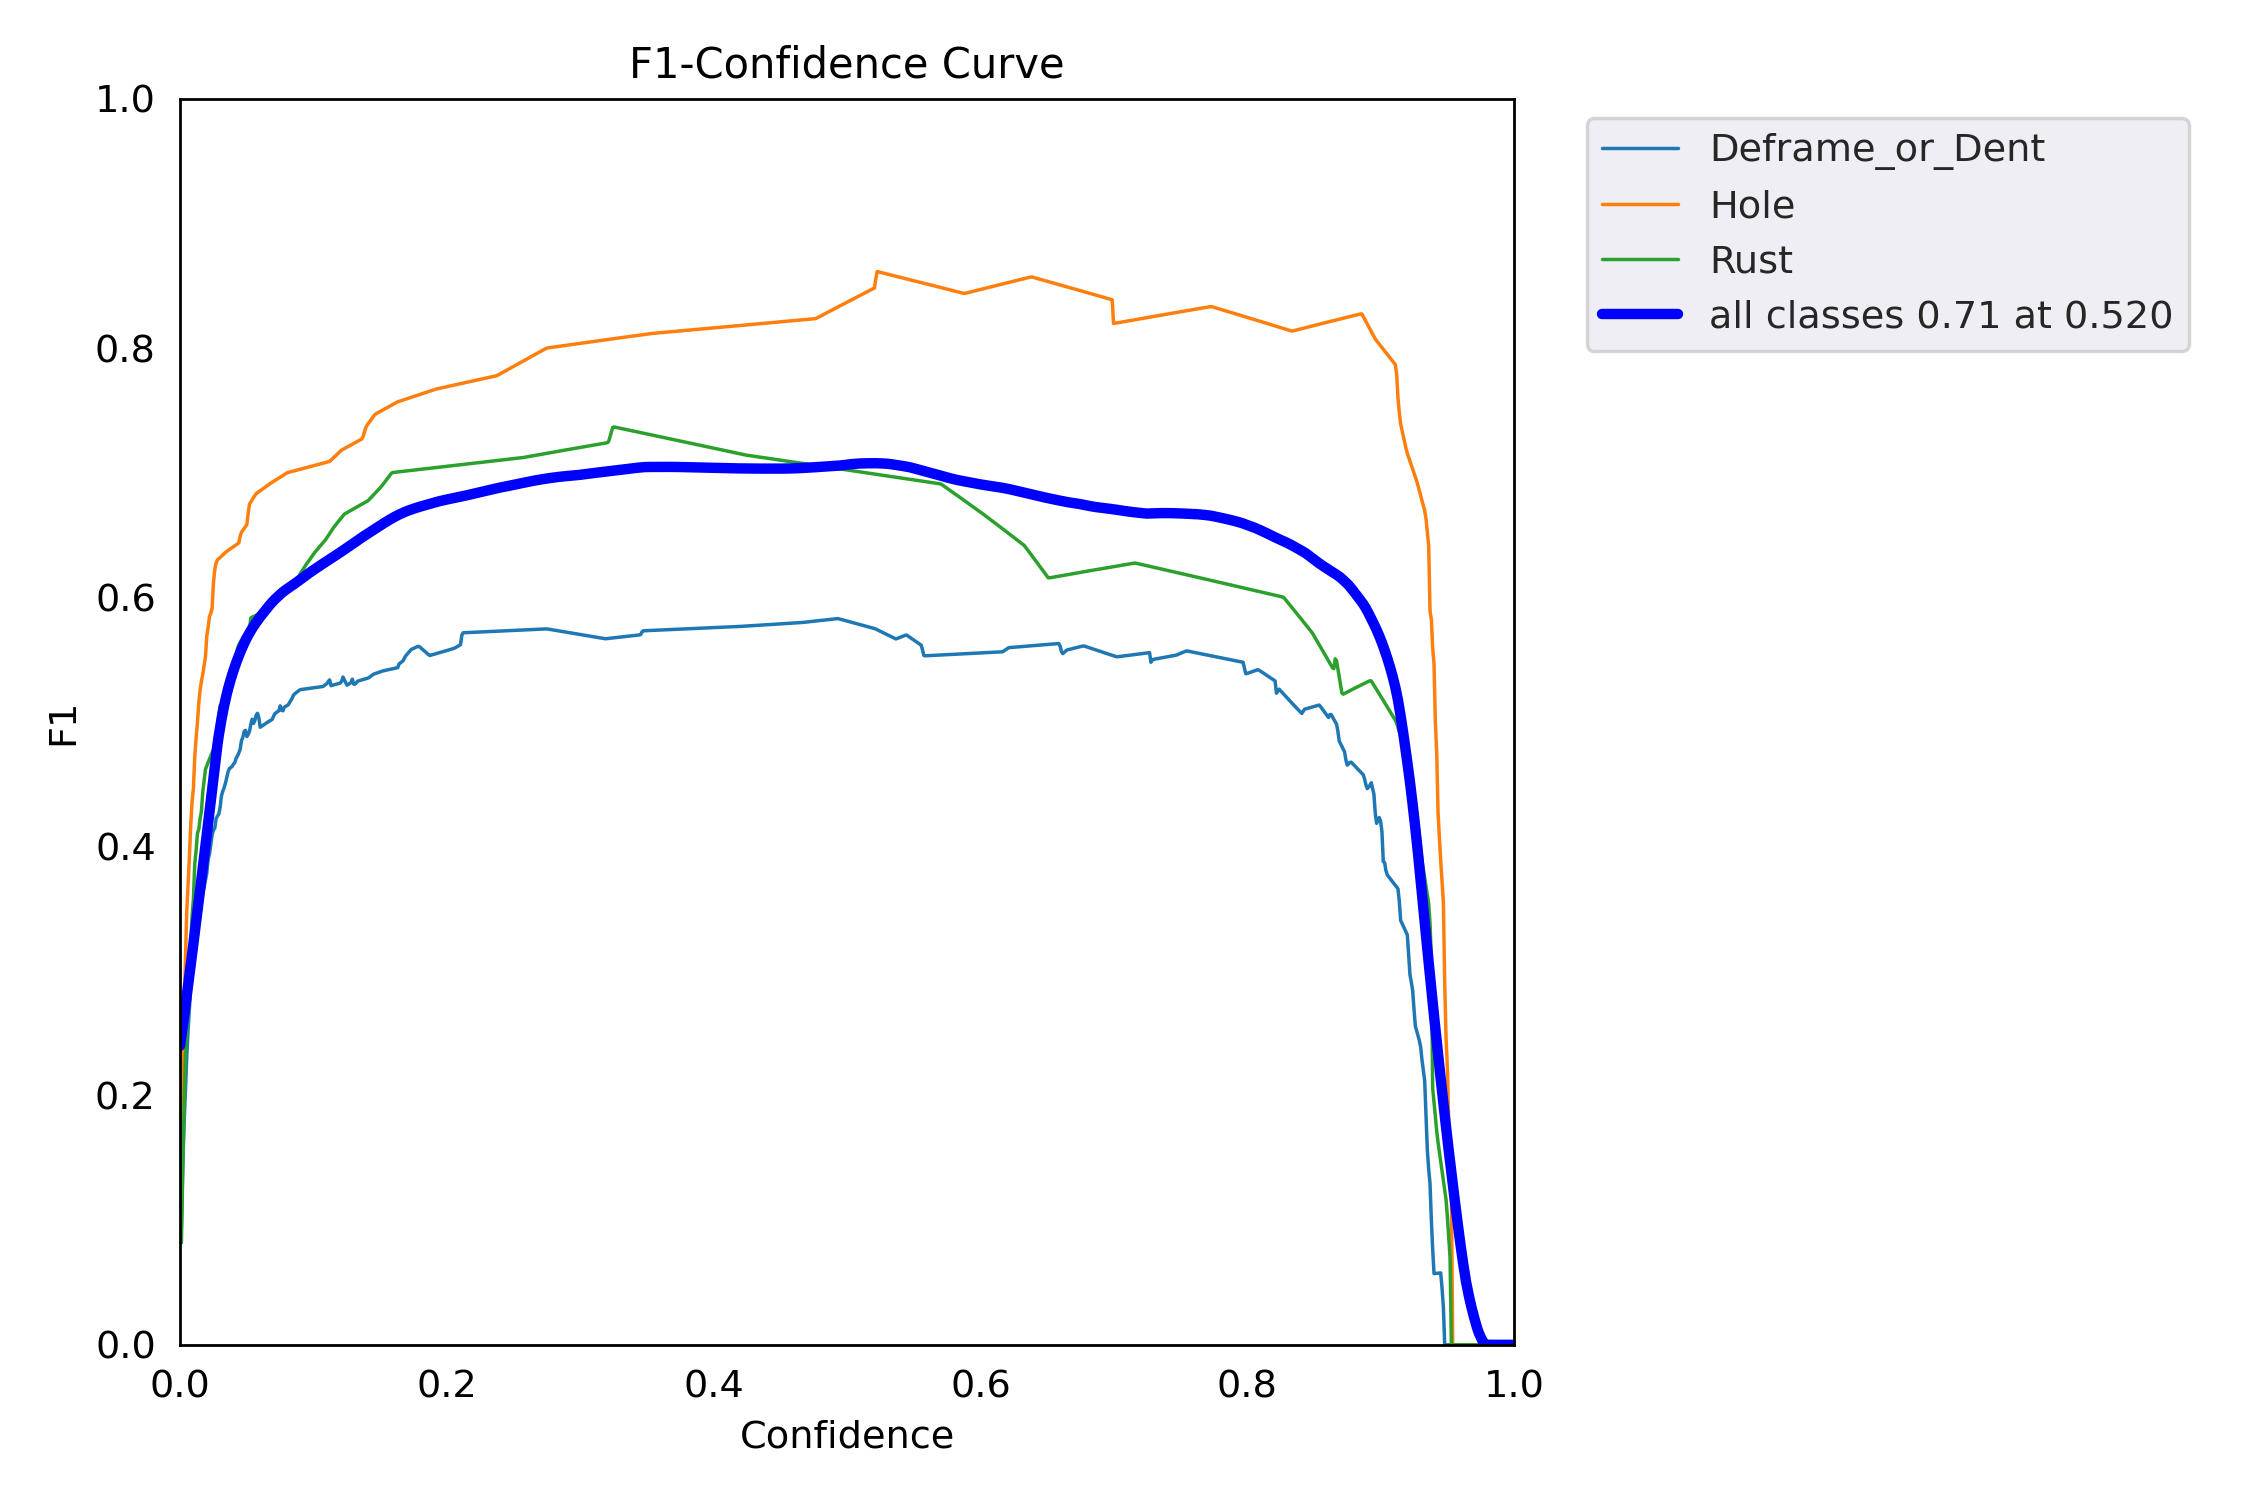 F1-Confidence Curve
1.0
0.8
0.6
0.4
0.2
0.0
F1
0.0 0.2 0.4 0.6 0.8 1.0
Confidence
Deframe_or_Dent
Hole
Rust
all classes 0.71 at 0.520